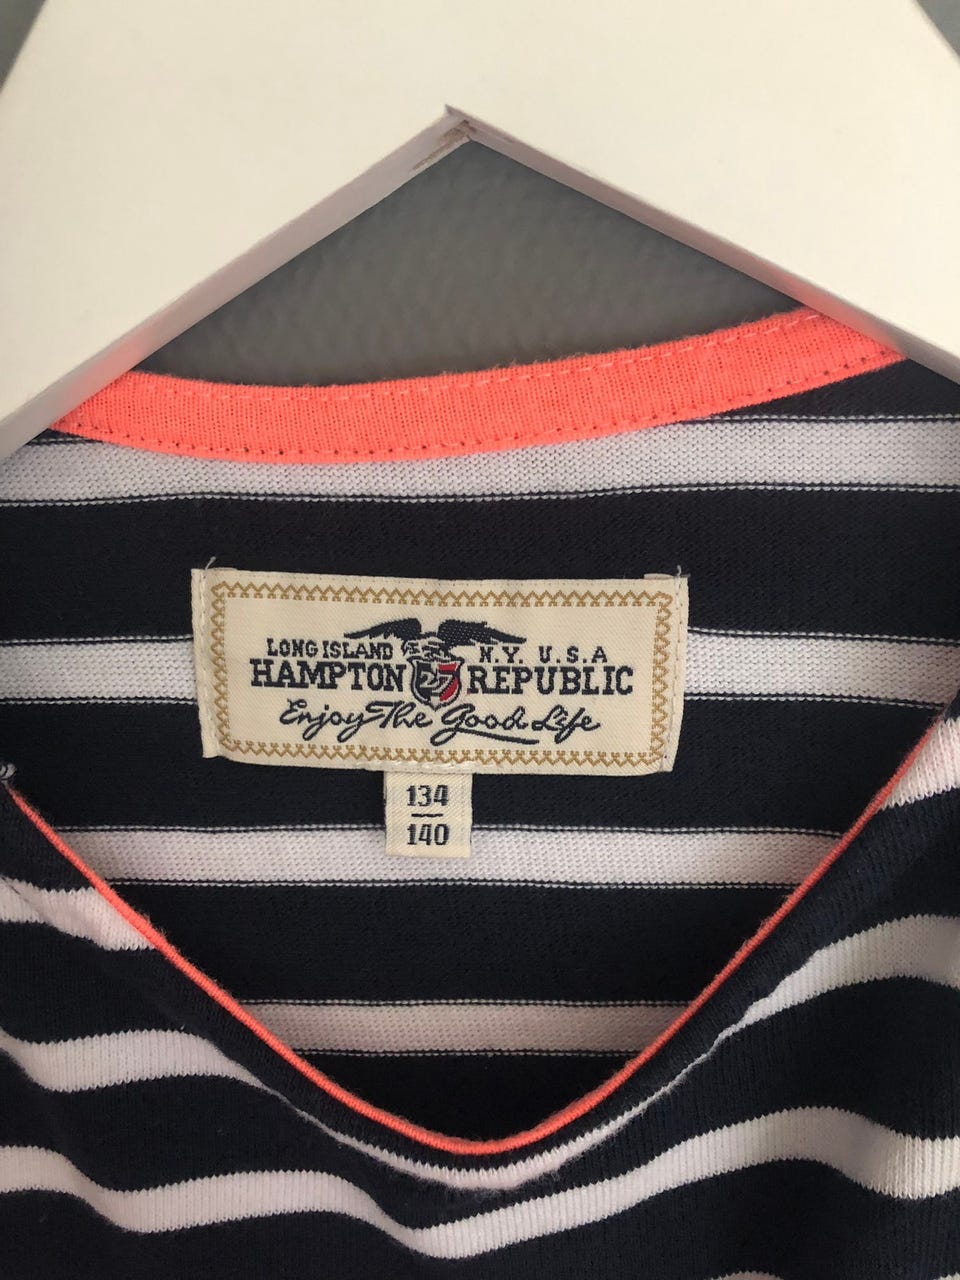 LONG ISLAND N.Y. U.S.A
HAMPTON 27 REPUBLIC
Enjoy The Good Life
134
140